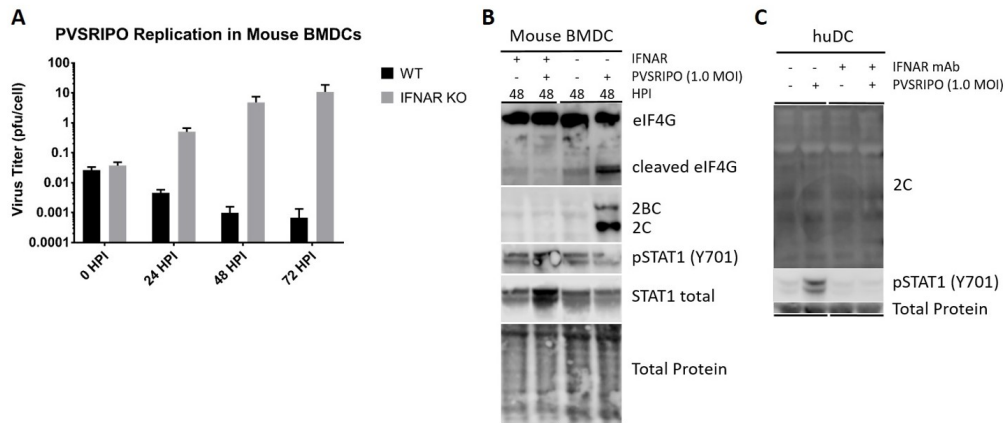 A
PVSRIPO Replication in Mouse BMDCs
Virus Titer (pfu/cell)
100
10
1
0.1
0.01
0.001
0.0001
0 HPI
24 HPI
48 HPI
72 HPI
WT
IFNAR KO
B
Mouse BMDC
+ + - - IFNAR
- + - + PVSRIPO (1.0 MOI)
48 48 48 48 HPI
eIF4G
cleaved eIF4G
2BC
2C
pSTAT1 (Y701)
STAT1 total
Total Protein
C
huDC
- - + + IFNAR mAb
- + - + PVSRIPO (1.0 MOI)
2C
pSTAT1 (Y701)
Total Protein